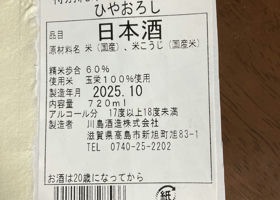 ひやおろし
品目 日本酒
原材料名 米(国産)、米こうじ(国産米)
精米歩合 60%
使用米 玉栄100%使用
製造年月 2025.10
内容量 720ml
アルコール分 17度以上18度未満
製造者 川島酒造株式会社
滋賀県高島市新旭町旭83-1
TEL 0740-25-2202
お酒は20歳になってから
紙